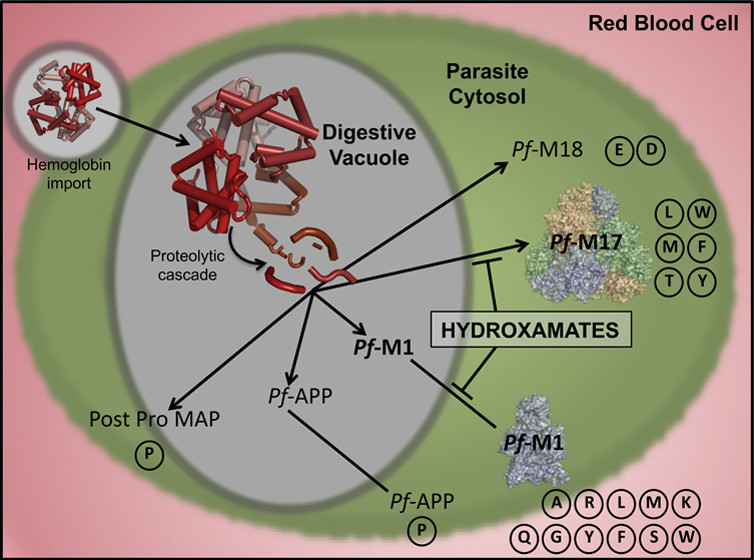 Red Blood Cell
Parasite
Cytosol
Digestive
Vacuole
Hemoglobin
import
Proteolytic
cascade
Pf-M18
E D
Pf-M17
L W
M F
T Y
HYDROXAMATES
Pf-M1
Pf-APP
Post Pro MAP
P
Pf-M1
Pf-APP
P
A R L M K
Q G Y F S W